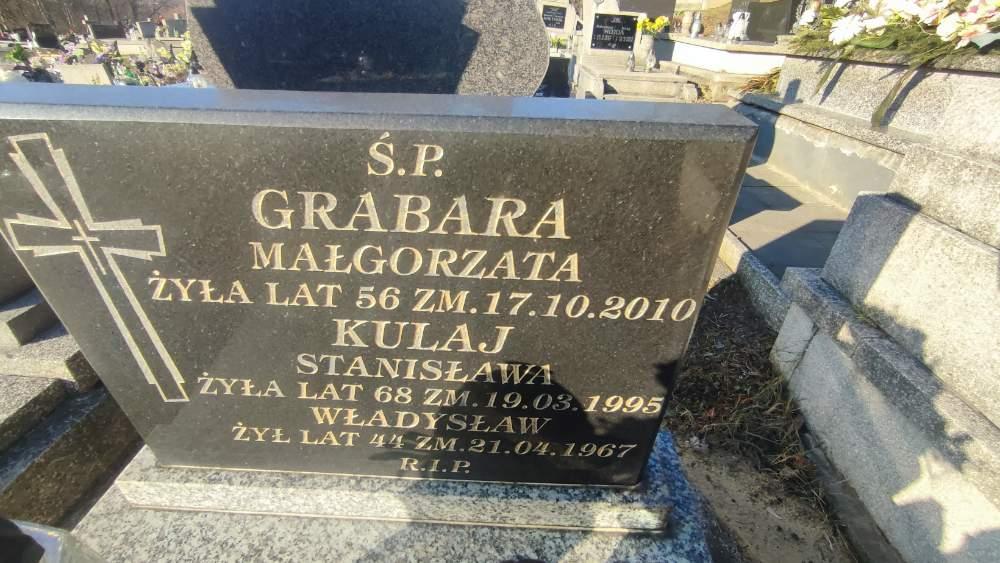 Ś.P.
GRABARA
MAŁGORZATA
ŻYŁA LAT 56 ZM.17.10.2010
KULAJ
STANISŁAWA
ŻYŁA LAT 68 ZM.19.03.1995
WŁADYSŁAW
ŻYŁ LAT 44 ZM.21.04.1967
R.I.P.